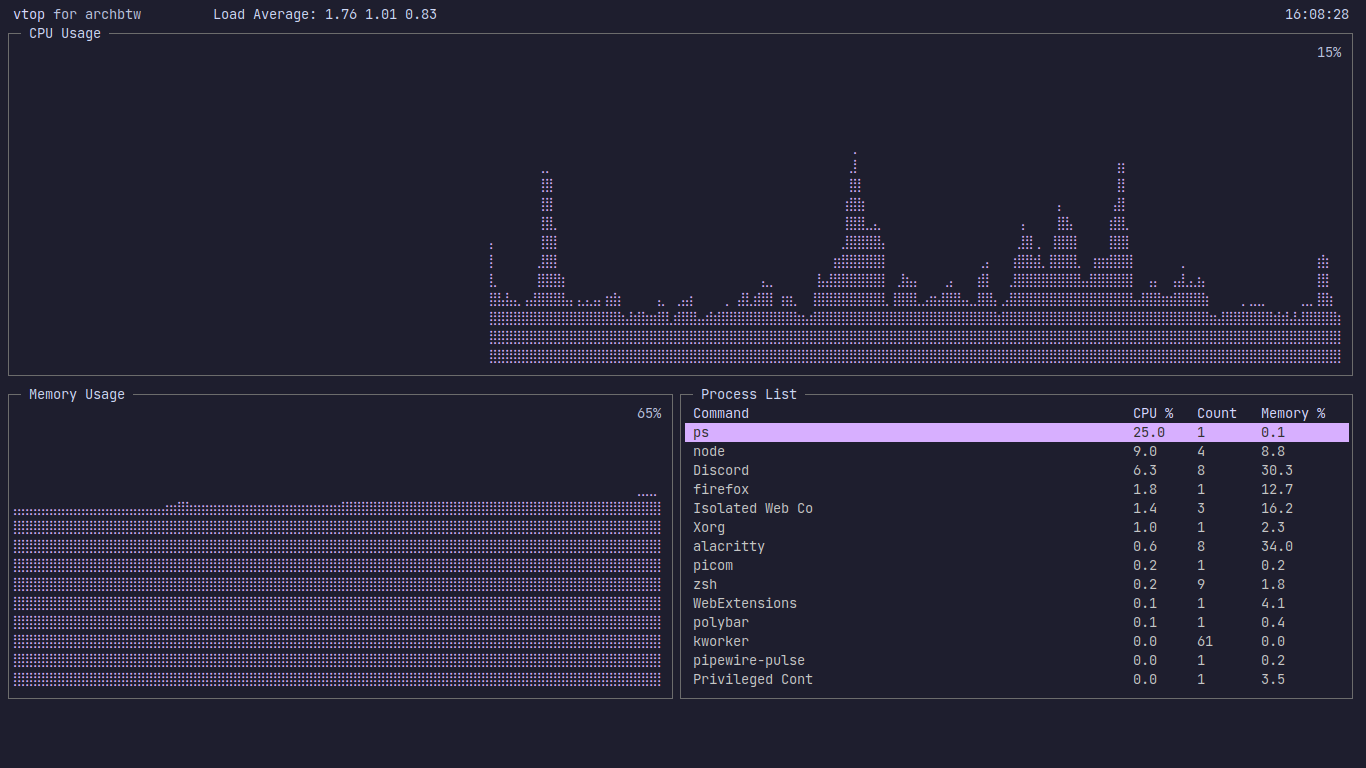 vtop for archbtw Load Average: 1.76 1.01 0.83 16:08:28
CPU Usage
15%
Memory Usage
65%
Process List
Command CPU % Count Memory %
ps 25.0 1 0.1
node 9.0 4 8.8
Discord 6.3 8 30.3
firefox 1.8 1 12.7
Isolated Web Co 1.4 3 16.2
Xorg 1.0 1 2.3
alacritty 0.6 8 34.0
picom 0.2 1 0.2
zsh 0.2 9 1.8
WebExtensions 0.1 1 4.1
polybar 0.1 1 0.4
kworker 0.0 61 0.0
pipewire-pulse 0.0 1 0.2
Privileged Cont 0.0 1 3.5